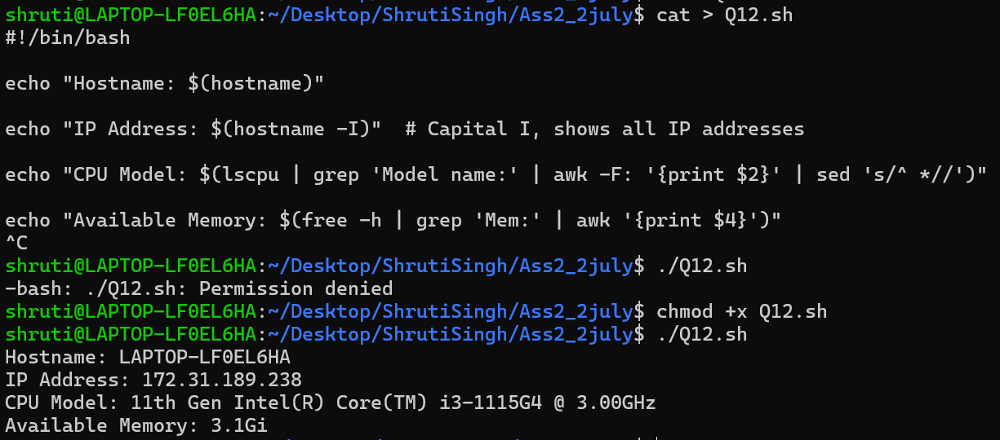 shruti@LAPTOP-LF0EL6HA:~/Desktop/ShrutiSingh/Ass2_2july$ cat > Q12.sh
#!/bin/bash
echo "Hostname: $(hostname)"
echo "IP Address: $(hostname -I)"  # Capital I, shows all IP addresses
echo "CPU Model: $(lscpu | grep 'Model name:' | awk -F: '{print $2}' | sed 's/^ *//')"
echo "Available Memory: $(free -h | grep 'Mem:' | awk '{print $4}')"
^C
shruti@LAPTOP-LF0EL6HA:~/Desktop/ShrutiSingh/Ass2_2july$ ./Q12.sh
-bash: ./Q12.sh: Permission denied
shruti@LAPTOP-LF0EL6HA:~/Desktop/ShrutiSingh/Ass2_2july$ chmod +x Q12.sh
shruti@LAPTOP-LF0EL6HA:~/Desktop/ShrutiSingh/Ass2_2july$ ./Q12.sh
Hostname: LAPTOP-LF0EL6HA
IP Address: 172.31.189.238
CPU Model: 11th Gen Intel(R) Core(TM) i3-1115G4 @ 3.00GHz
Available Memory: 3.1Gi